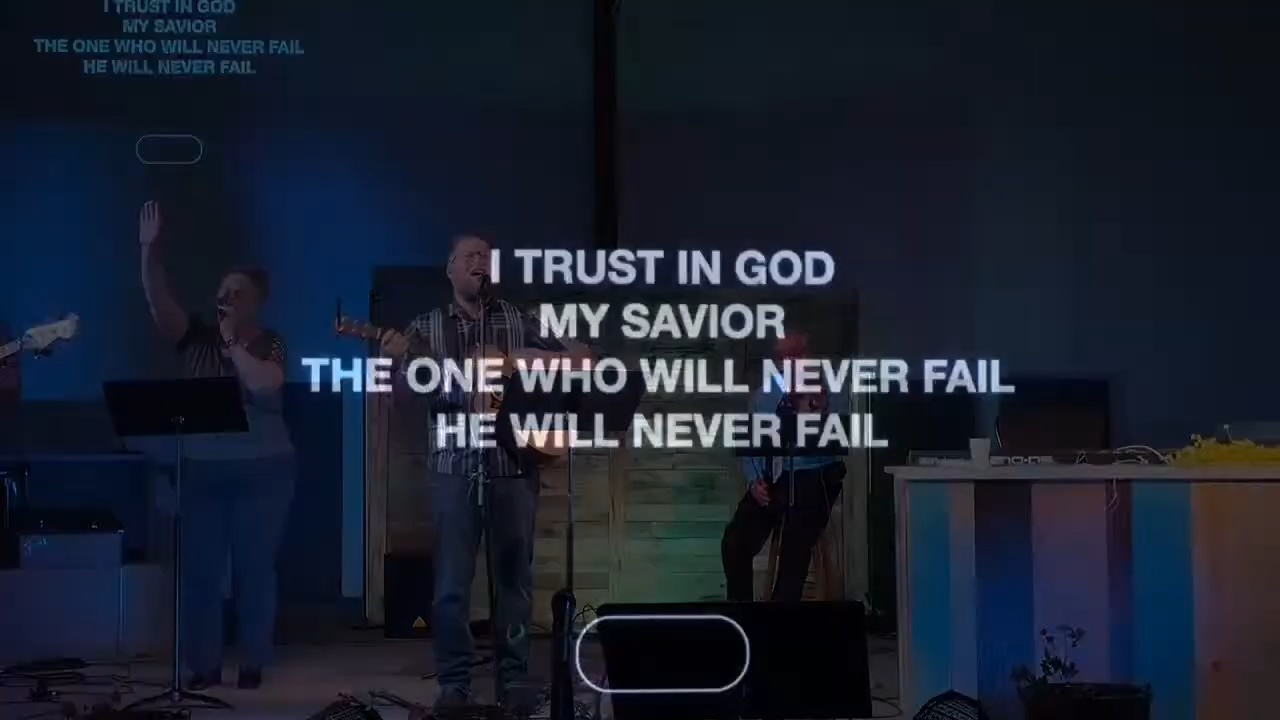 I TRUST IN GOD
MY SAVIOR
THE ONE WHO WILL NEVER FAIL
HE WILL NEVER FAIL
I TRUST IN GOD
MY SAVIOR
THE ONE WHO WILL NEVER FAIL
HE WILL NEVER FAIL